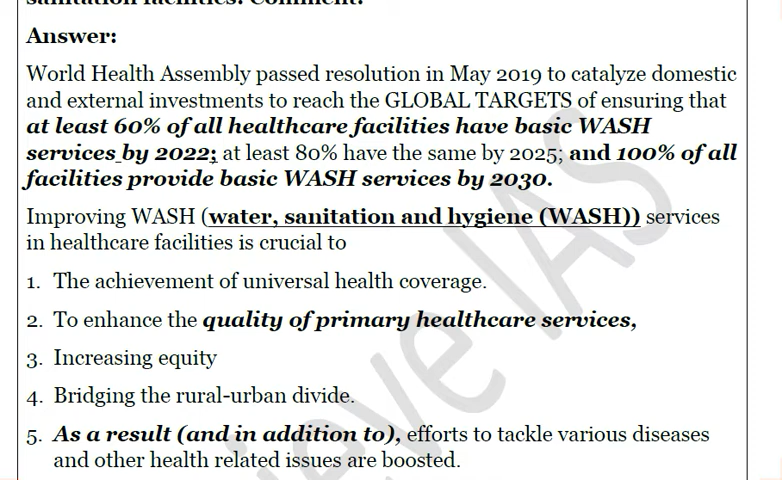 sanitation facilities. Comment.
Answer:
World Health Assembly passed resolution in May 2019 to catalyze domestic
and external investments to reach the GLOBAL TARGETS of ensuring that
at least 60% of all healthcare facilities have basic WASH
services by 2022; at least 80% have the same by 2025; and 100% of all
facilities provide basic WASH services by 2030.
Improving WASH (water, sanitation and hygiene (WASH)) services
in healthcare facilities is crucial to
1. The achievement of universal health coverage.
2. To enhance the quality of primary healthcare services,
3. Increasing equity
4. Bridging the rural-urban divide.
5. As a result (and in addition to), efforts to tackle various diseases
and other health related issues are boosted.
ieve IAS